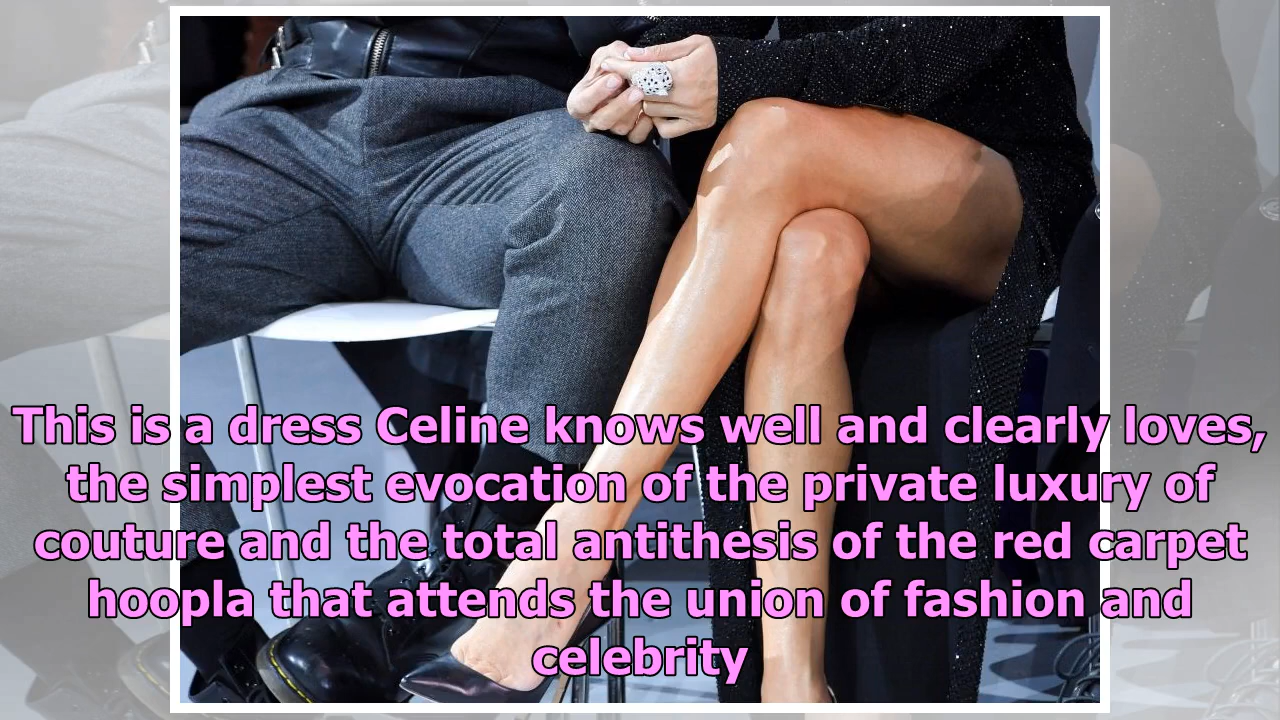 This is a dress Celine knows well and clearly loves,
the simplest evocation of the private luxury of
couture and the total antithesis of the red carpet
hoopla that attends the union of fashion and
celebrity